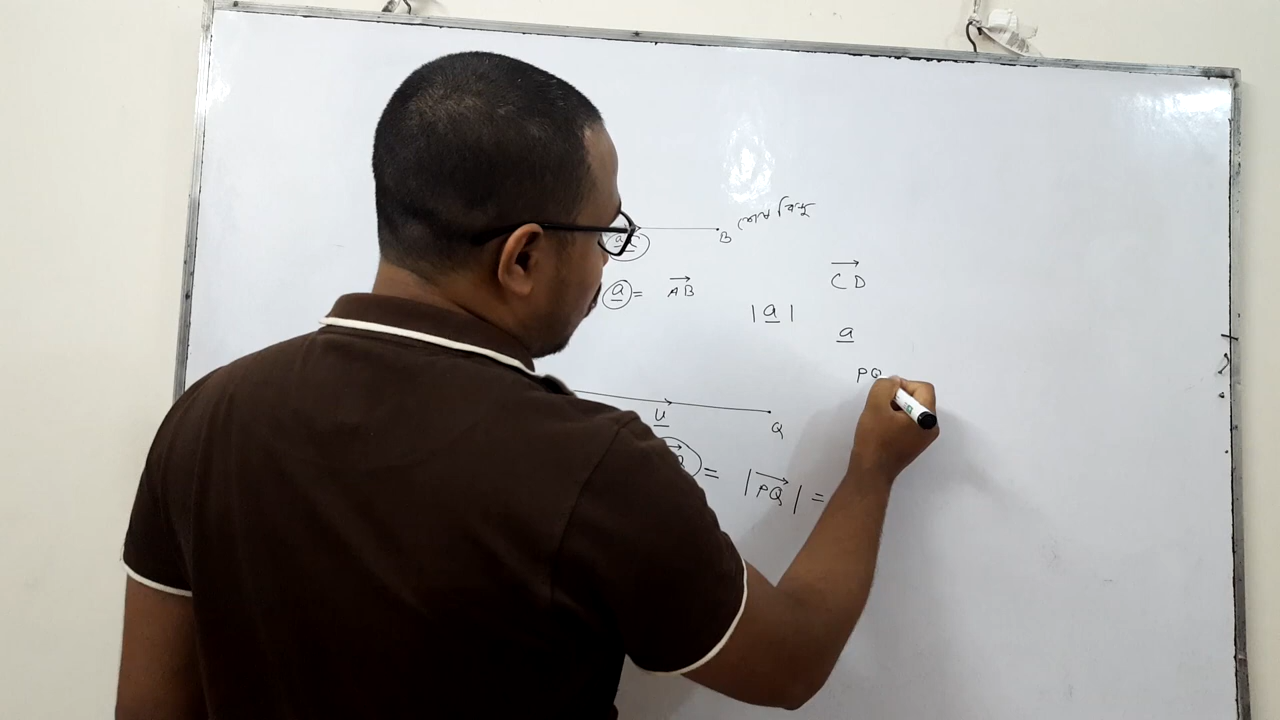 B শেষ বিন্দু
a
a = AB
CD
|a|
a
PQ
u
Q
= |PQ| =